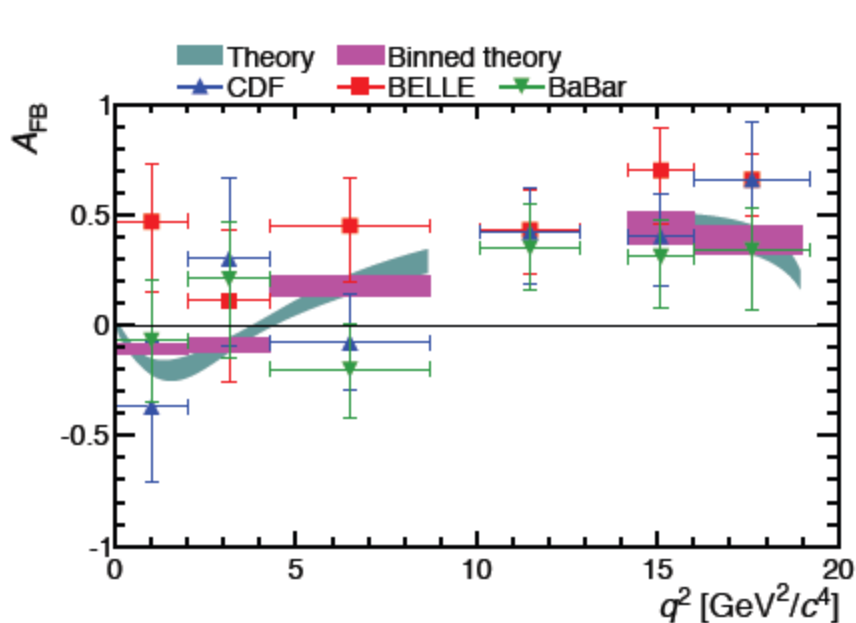 Theory Binned theory
CDF BELLE BaBar
A_FB
1
0.5
0
-0.5
-1
0 5 10 15 20
q² [GeV²/c⁴]